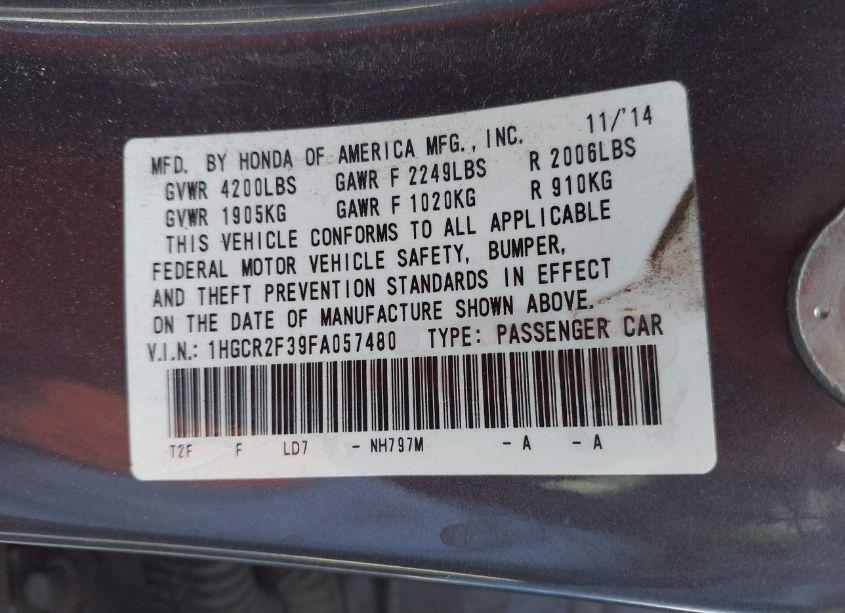 MFD. BY HONDA OF AMERICA MFG., INC. 11/'14
GVWR 4200LBS GAWR F 2249LBS R 2006LBS
GVWR 1905KG GAWR F 1020KG R 910KG
THIS VEHICLE CONFORMS TO ALL APPLICABLE
FEDERAL MOTOR VEHICLE SAFETY, BUMPER,
AND THEFT PREVENTION STANDARDS IN EFFECT
ON THE DATE OF MANUFACTURE SHOWN ABOVE.
V.I.N.: 1HGCR2F39FA057480 TYPE: PASSENGER CAR
T2F F LD7 - NH797M - A - A